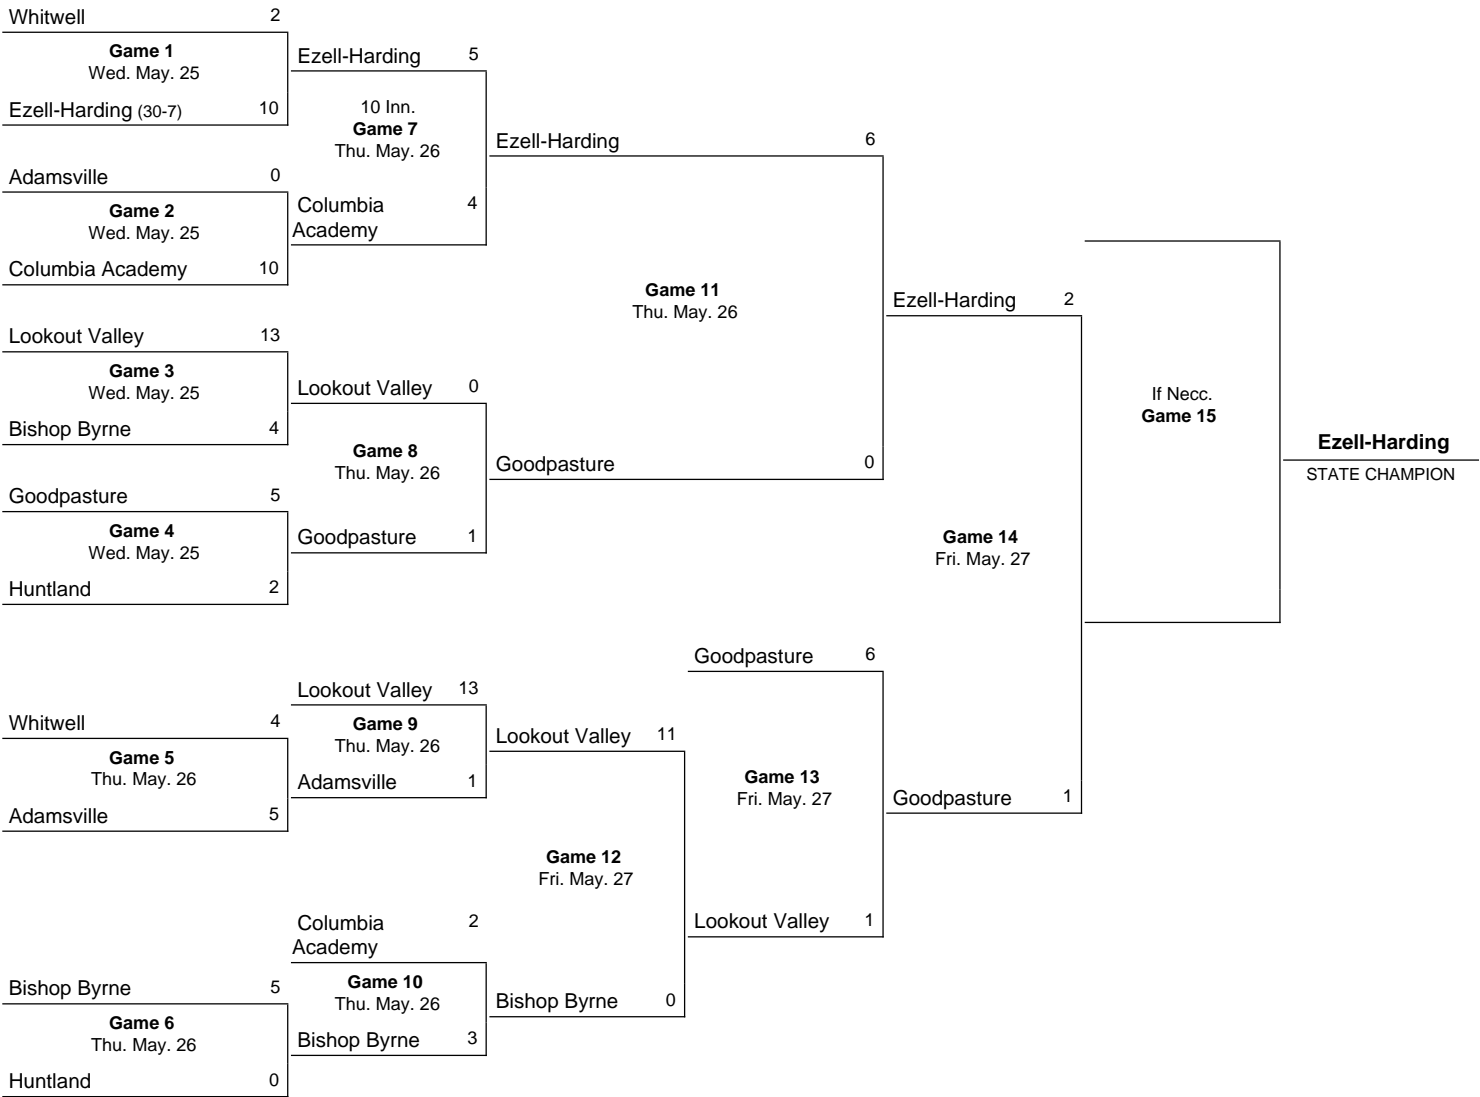 Whitwell 2
Game 1
Wed. May. 25
Ezell-Harding (30-7) 10
Adamsville 0
Game 2
Wed. May. 25
Columbia Academy 10
Lookout Valley 13
Game 3
Wed. May. 25
Bishop Byrne 4
Goodpasture 5
Game 4
Wed. May. 25
Huntland 2
Whitwell 4
Game 5
Thu. May. 26
Adamsville 5
Bishop Byrne 5
Game 6
Thu. May. 26
Huntland 0
Ezell-Harding 5
10 Inn.
Game 7
Thu. May. 26
Columbia 4
Academy
Lookout Valley 0
Game 8
Thu. May. 26
Goodpasture 1
Lookout Valley 13
Game 9
Thu. May. 26
Adamsville 1
Columbia 2
Academy
Game 10
Thu. May. 26
Bishop Byrne 3
Ezell-Harding 6
Game 11
Thu. May. 26
Goodpasture 0
Lookout Valley 11
Game 12
Fri. May. 27
Bishop Byrne 0
Goodpasture 6
Game 13
Fri. May. 27
Lookout Valley 1
Ezell-Harding 2
Game 14
Fri. May. 27
Goodpasture 1
If Necc.
Game 15
Ezell-Harding
STATE CHAMPION